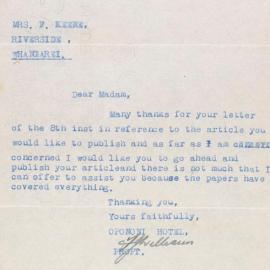 MRS. F. KEENE,
RIVERSIDE,
WHANGAREI.
Dear Madam,
Many thanks for your letter
of the 8th inst in reference to the article you
would like to publish and as far as I am
concerned I would like you to go ahead and
publish your articleand there is not much that I
can offer to assist you because the papers have
covered everything.
Thanking you,
Yours faithfully,
OPONONI HOTEL,
PROPT.